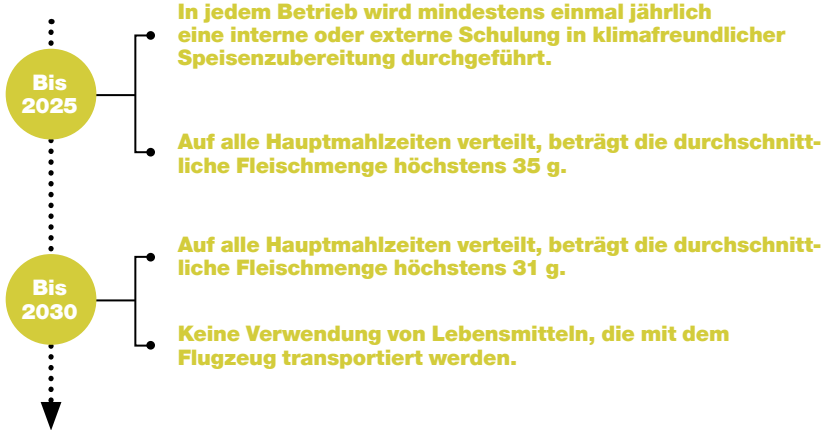 In jedem Betrieb wird mindestens einmal jährlich
eine interne oder externe Schulung in klimafreundlicher
Speisenzubereitung durchgeführt.
Bis
2025
Auf alle Hauptmahlzeiten verteilt, beträgt die durchschnitt-
liche Fleischmenge höchstens 35 g.
Auf alle Hauptmahlzeiten verteilt, beträgt die durchschnitt-
liche Fleischmenge höchstens 31 g.
Bis
2030
Keine Verwendung von Lebensmitteln, die mit dem
Flugzeug transportiert werden.